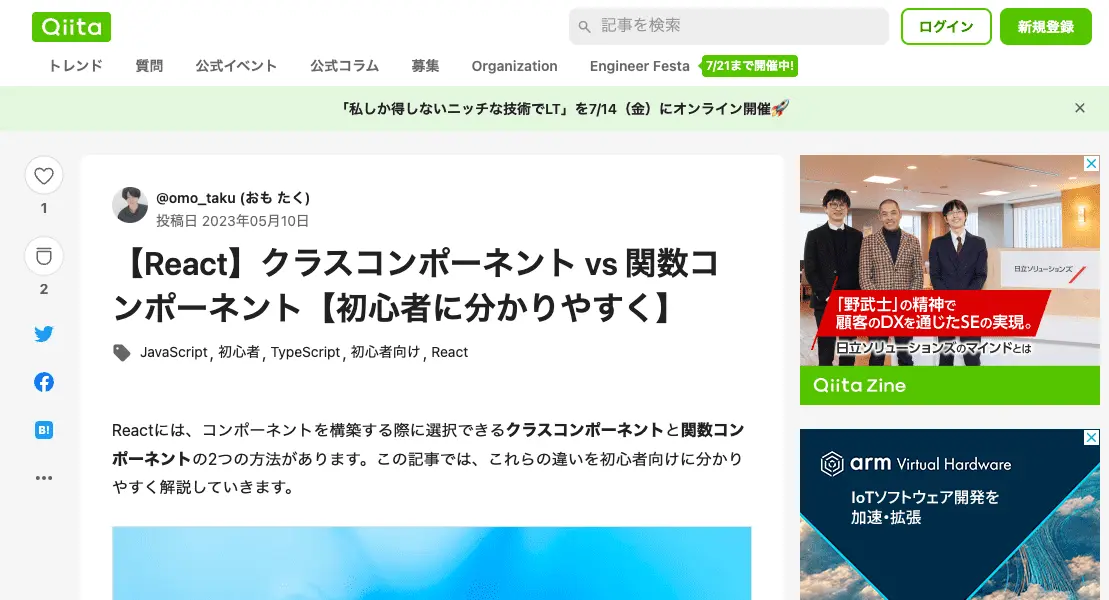 Qiita
記事を検索
ログイン
新規登録
トレンド 質問 公式イベント 公式コラム 募集 Organization Engineer Festa 7/21まで開催中!
「私しか得しないニッチな技術でLT」を7/14(金)にオンライン開催🚀
1
2
B!
@omo_taku (おも たく)
投稿日 2023年05月10日
【React】クラスコンポーネント vs 関数コ
ンポーネント【初心者に分かりやすく】
JavaScript, 初心者, TypeScript, 初心者向け, React
Reactには、コンポーネントを構築する際に選択できるクラスコンポーネントと関数コン
ポーネントの2つの方法があります。この記事では、これらの違いを初心者向けに分かり
やすく解説していきます。
日立ソリューションズ
「野武士」の精神で
顧客のDXを通じたSEの実現。
日立ソリューションズのマインドとは
Qiita Zine
arm Virtual Hardware
IoTソフトウェア開発を
加速・拡張